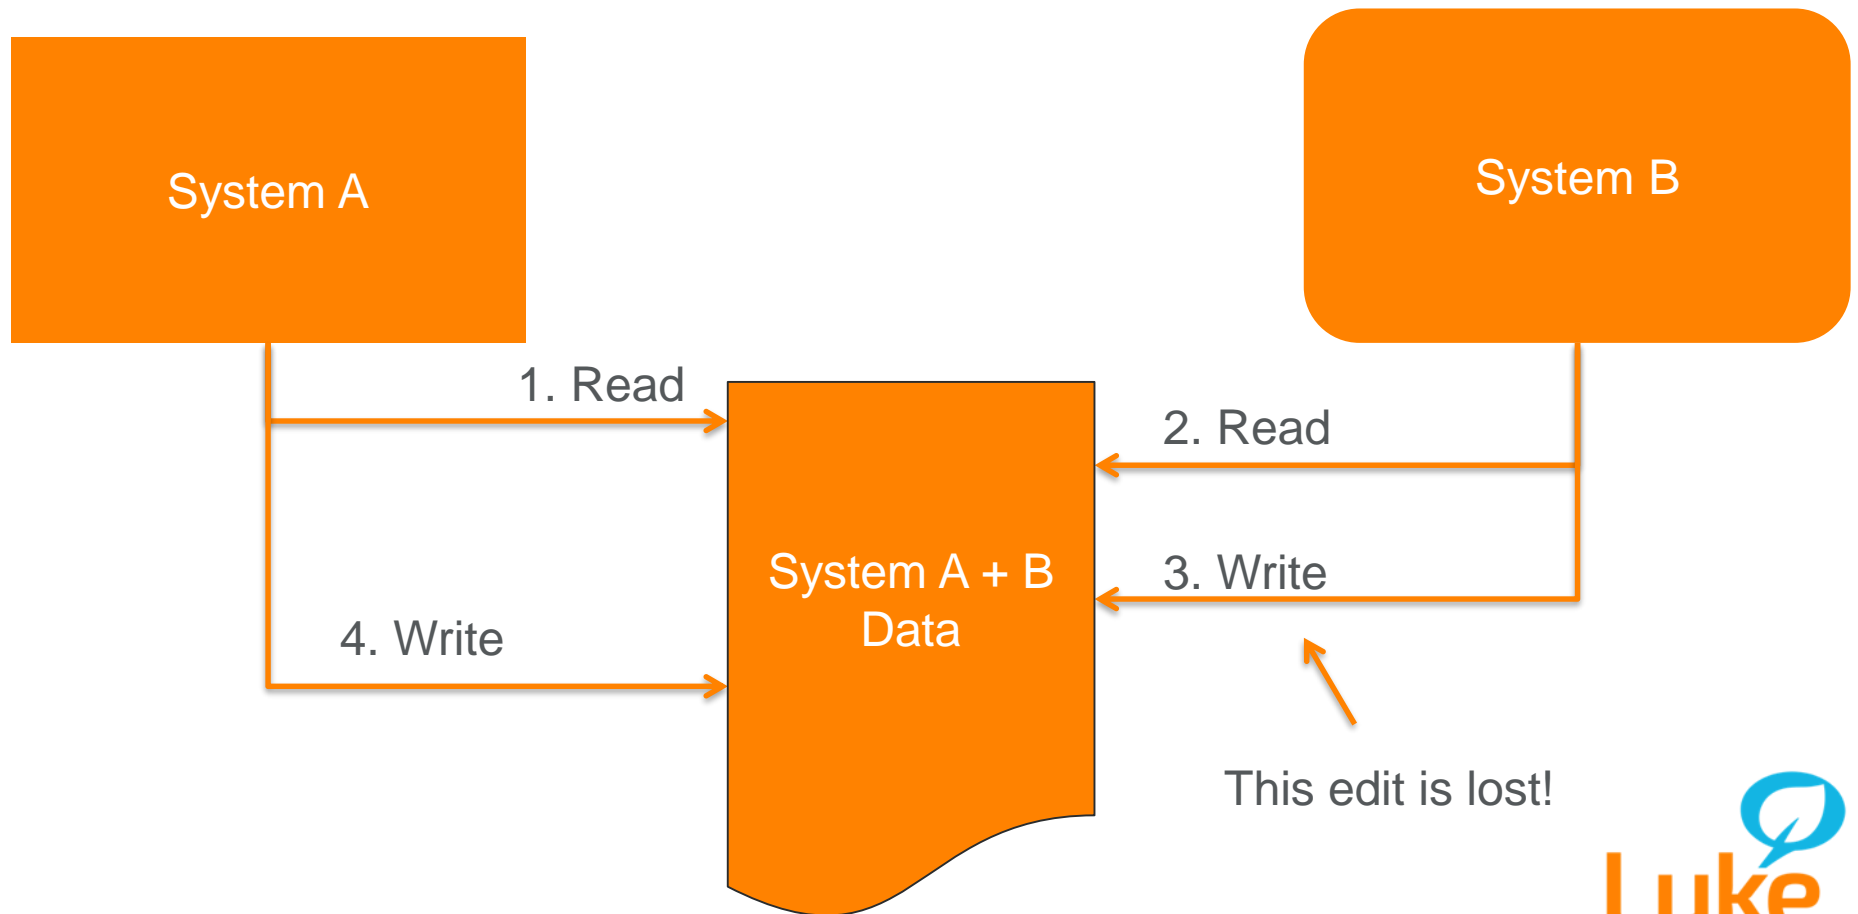 System A
System B
1. Read
2. Read
System A + B
Data
3. Write
4. Write
This edit is lost!
Luke